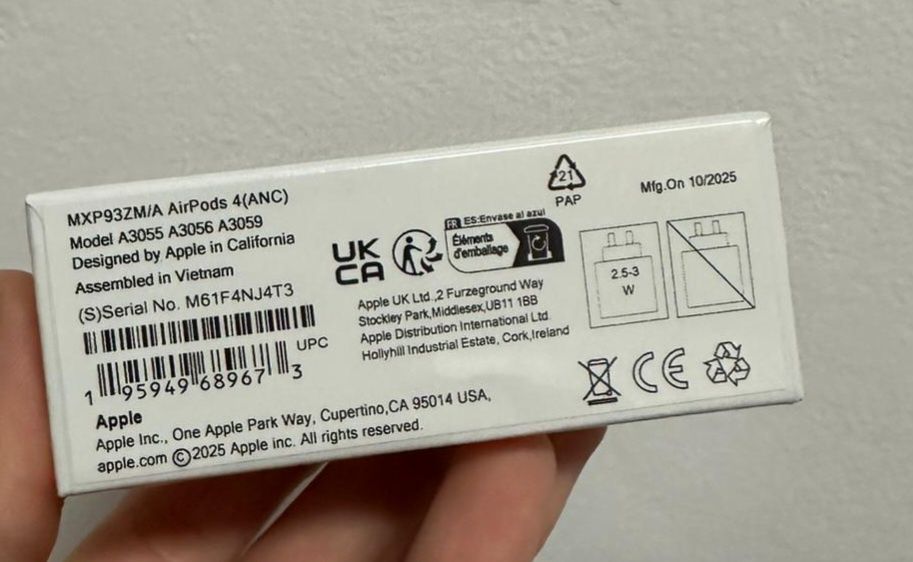 MXP93ZM/A AirPods 4(ANC)
Model A3055 A3056 A3059
Designed by Apple in California
Assembled in Vietnam
(S)Serial No. M61F4NJ4T3
UPC
1 95949 68967 3
Apple
Apple Inc., One Apple Park Way, Cupertino,CA 95014 USA,
apple.com ©2025 Apple inc. All rights reserved.
UK
CA
FR ES:Envase al azul
Éléments
d'emballage
Apple UK Ltd.,2 Furzeground Way
Stockley Park,Middlesex,UB11 1BB
Apple Distribution International Ltd
Hollyhill Industrial Estate, Cork,Ireland
21
PAP
Mfg.On 10/2025
2.5-3
W
CE